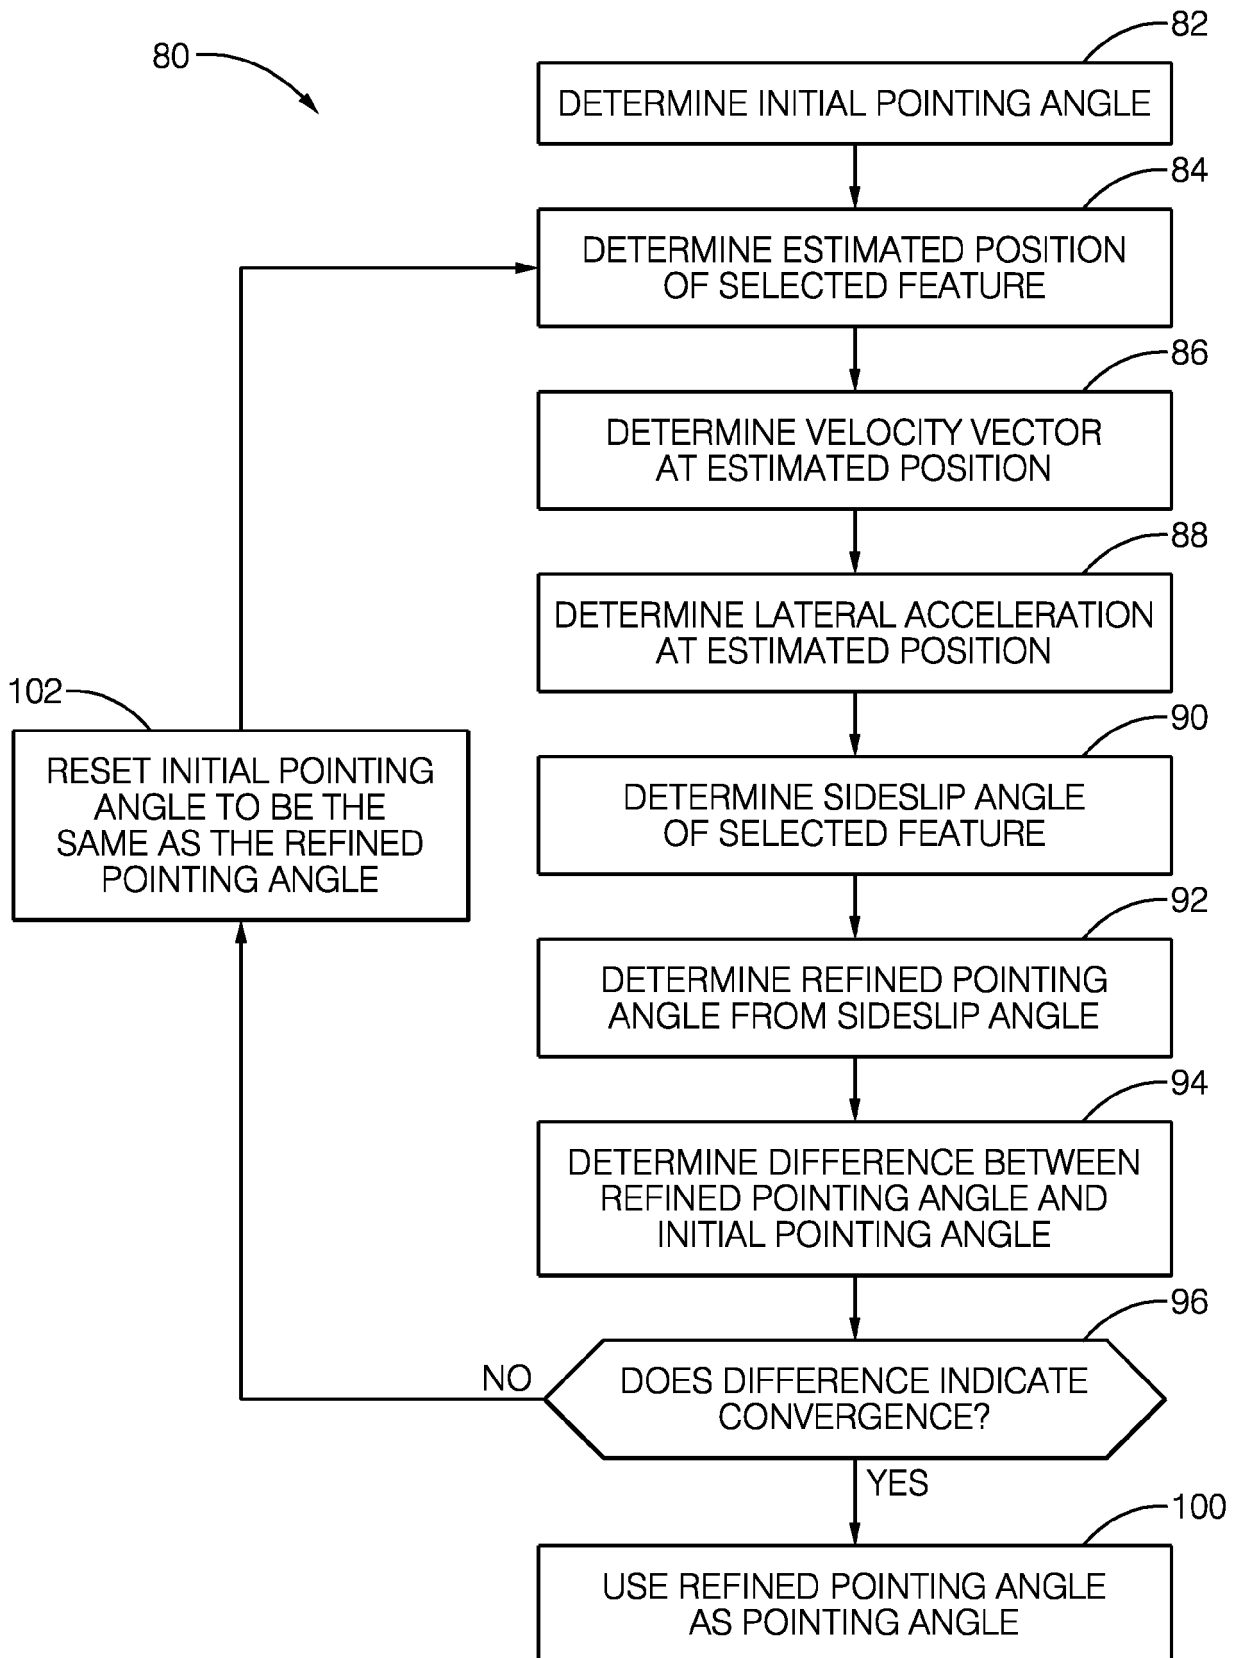 80
82
DETERMINE INITIAL POINTING ANGLE
84
DETERMINE ESTIMATED POSITION
OF SELECTED FEATURE
86
DETERMINE VELOCITY VECTOR
AT ESTIMATED POSITION
88
DETERMINE LATERAL ACCELERATION
AT ESTIMATED POSITION
102
RESET INITIAL POINTING
ANGLE TO BE THE
SAME AS THE REFINED
POINTING ANGLE
90
DETERMINE SIDESLIP ANGLE
OF SELECTED FEATURE
92
DETERMINE REFINED POINTING
ANGLE FROM SIDESLIP ANGLE
94
DETERMINE DIFFERENCE BETWEEN
REFINED POINTING ANGLE AND
INITIAL POINTING ANGLE
96
NO
DOES DIFFERENCE INDICATE
CONVERGENCE?
YES
100
USE REFINED POINTING ANGLE
AS POINTING ANGLE